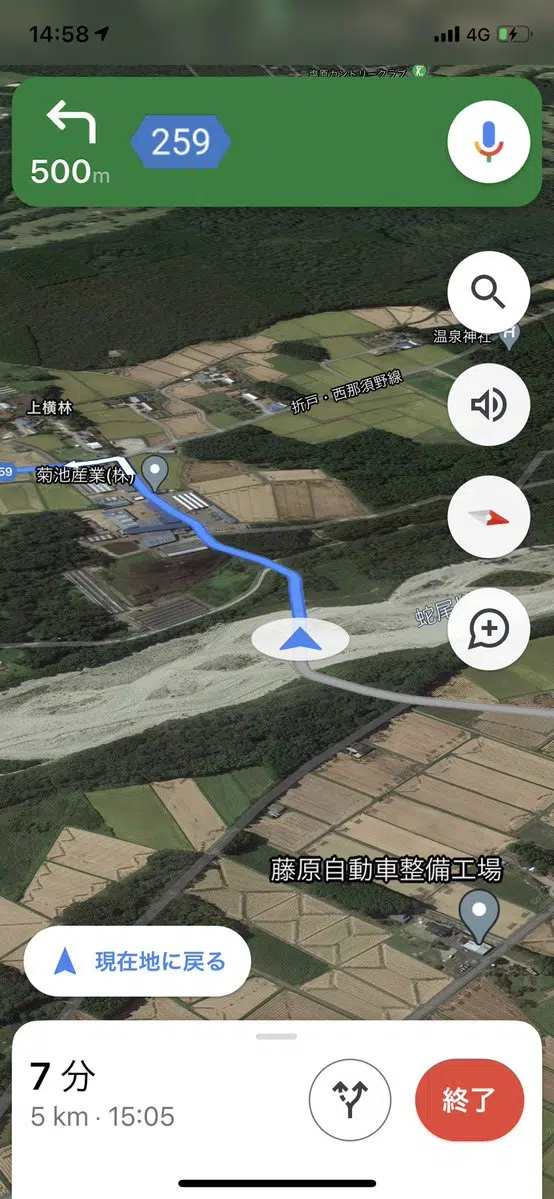 14:58
4G
塩原カントリークラブ
259
500m
温泉神社
折戸・西那須野線
上横林
59
菊池産業(株)
蛇尾
藤原自動車整備工場
現在地に戻る
7 分
5 km · 15:05
終了